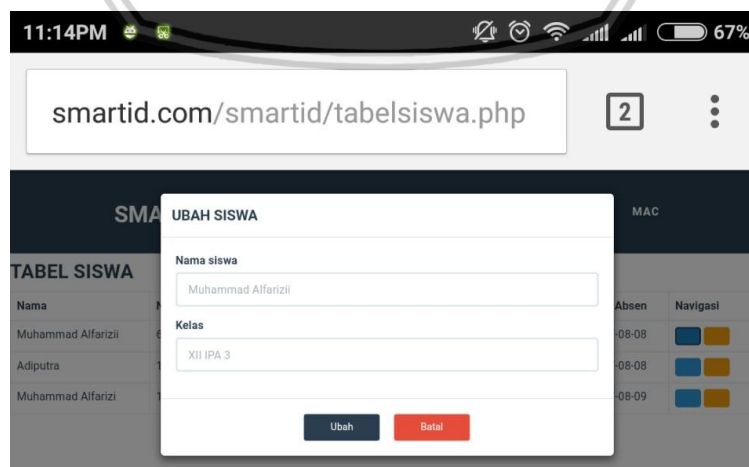 11:14PM 67%
smartid.com/smartid/tabelsiswa.php 2
SMA MAC
UBAH SISWA
TABEL SISWA
Nama siswa
Muhammad Alfarizii
Kelas
XII IPA 3
Ubah Batal
Nama Absen Navigasi
Muhammad Alfarizii -08-08
Adiputra -08-08
Muhammad Alfarizi -08-09